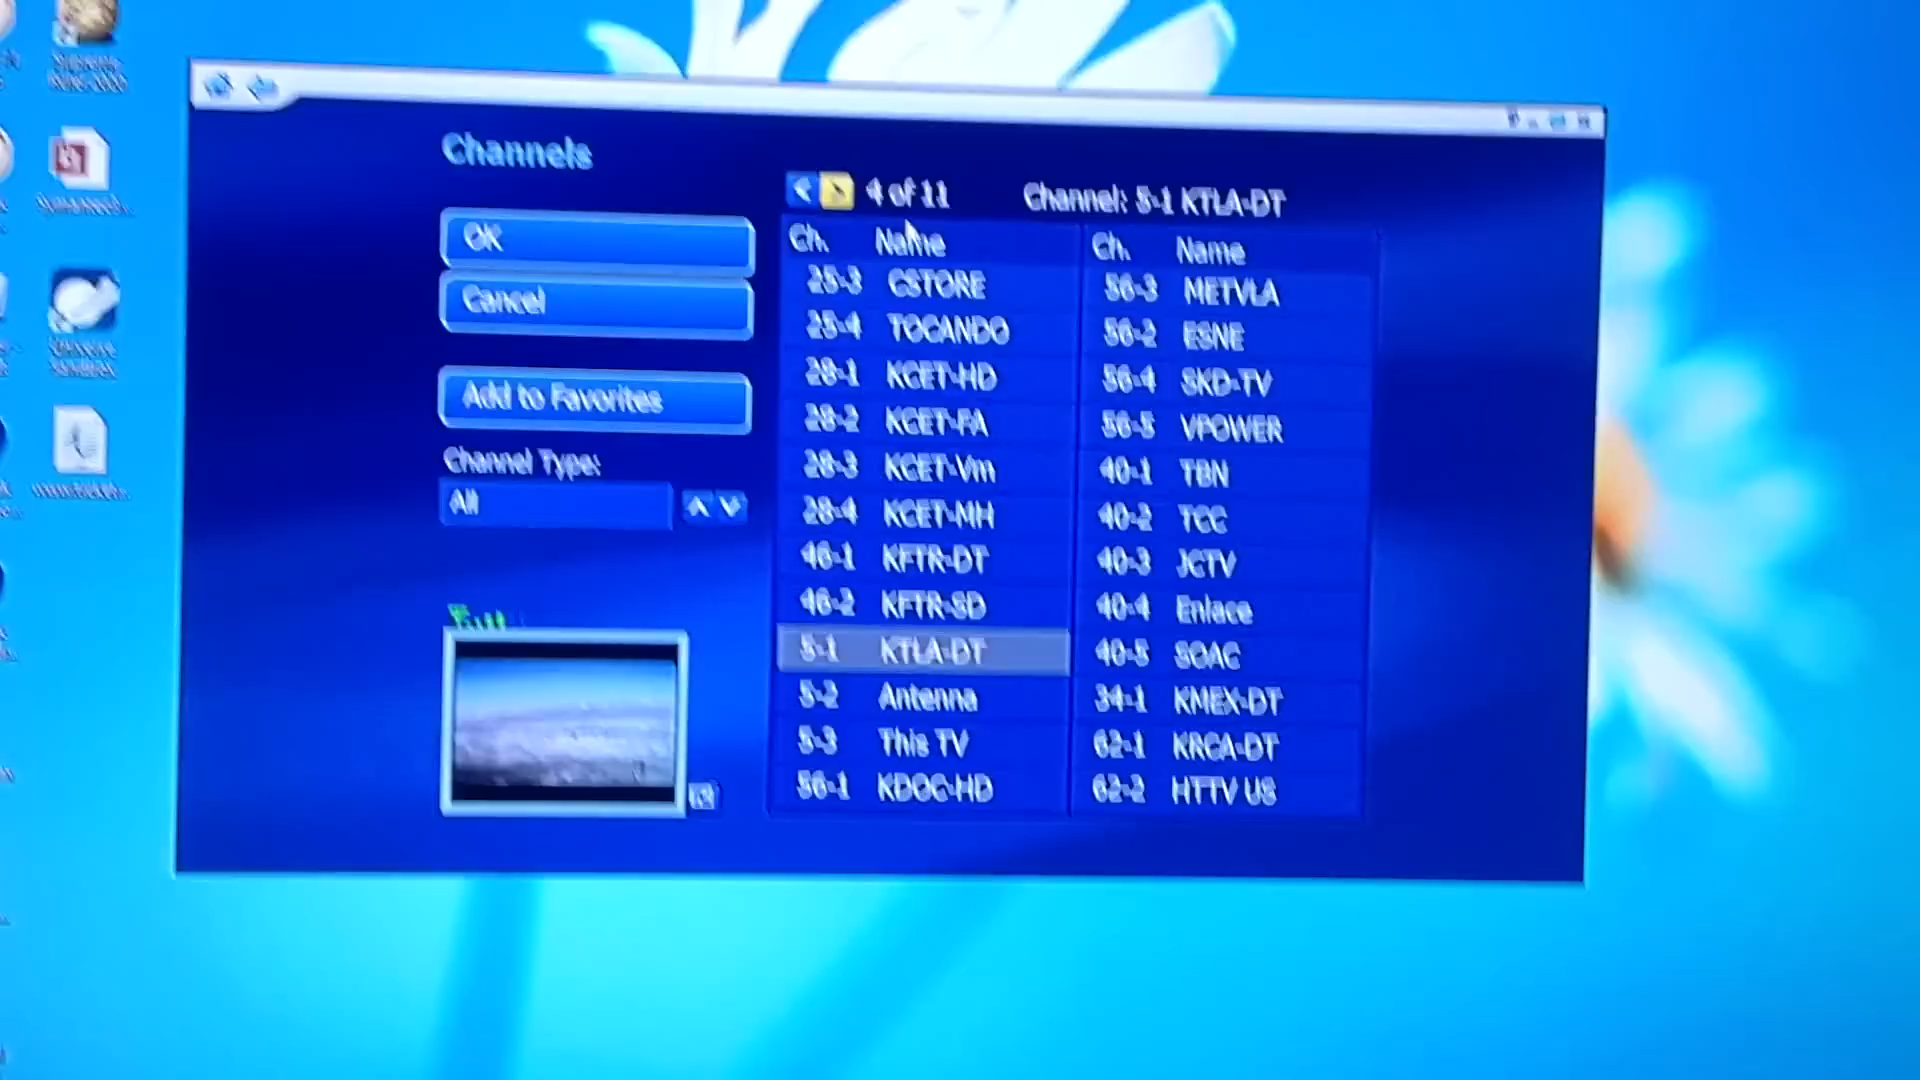 Channels
OK
Cancel
Add to Favorites
Channel Type:
All
4 of 11 Channel: 5-1 KTLA-DT
Ch. Name
25-3 CSTORE
25-4 TOCANDO
28-1 KCET-HD
28-2 KCET-FA
28-3 KCET-Vm
28-4 KCET-MH
46-1 KFTR-DT
46-2 KFTR-SD
5-1 KTLA-DT
5-2 Antenna
5-3 This TV
56-1 KDOC-HD
Ch. Name
56-3 METVLA
56-2 ESNE
56-4 SKD-TV
56-5 VPOWER
40-1 TBN
40-2 TCC
40-3 JCTV
40-4 Enlace
40-5 SOAC
34-1 KMEX-DT
62-1 KRCA-DT
62-2 HTTV US